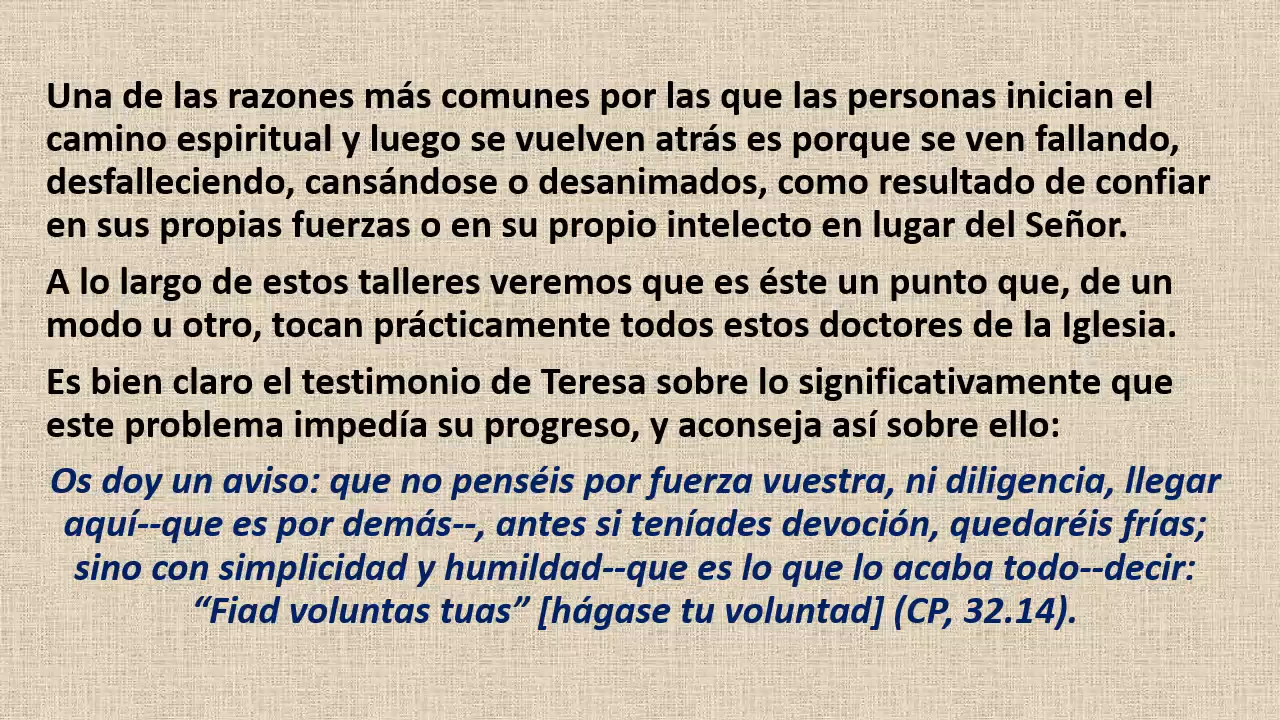 Una de las razones más comunes por las que las personas inician el
camino espiritual y luego se vuelven atrás es porque se ven fallando,
desfalleciendo, cansándose o desanimados, como resultado de confiar
en sus propias fuerzas o en su propio intelecto en lugar del Señor.
A lo largo de estos talleres veremos que es éste un punto que, de un
modo u otro, tocan prácticamente todos estos doctores de la Iglesia.
Es bien claro el testimonio de Teresa sobre lo significativamente que
este problema impedía su progreso, y aconseja así sobre ello:
Os doy un aviso: que no penséis por fuerza vuestra, ni diligencia, llegar
aquí--que es por demás--, antes si teníades devoción, quedaréis frías;
sino con simplicidad y humildad--que es lo que lo acaba todo--decir:
“Fiad voluntas tuas” [hágase tu voluntad] (CP, 32.14).